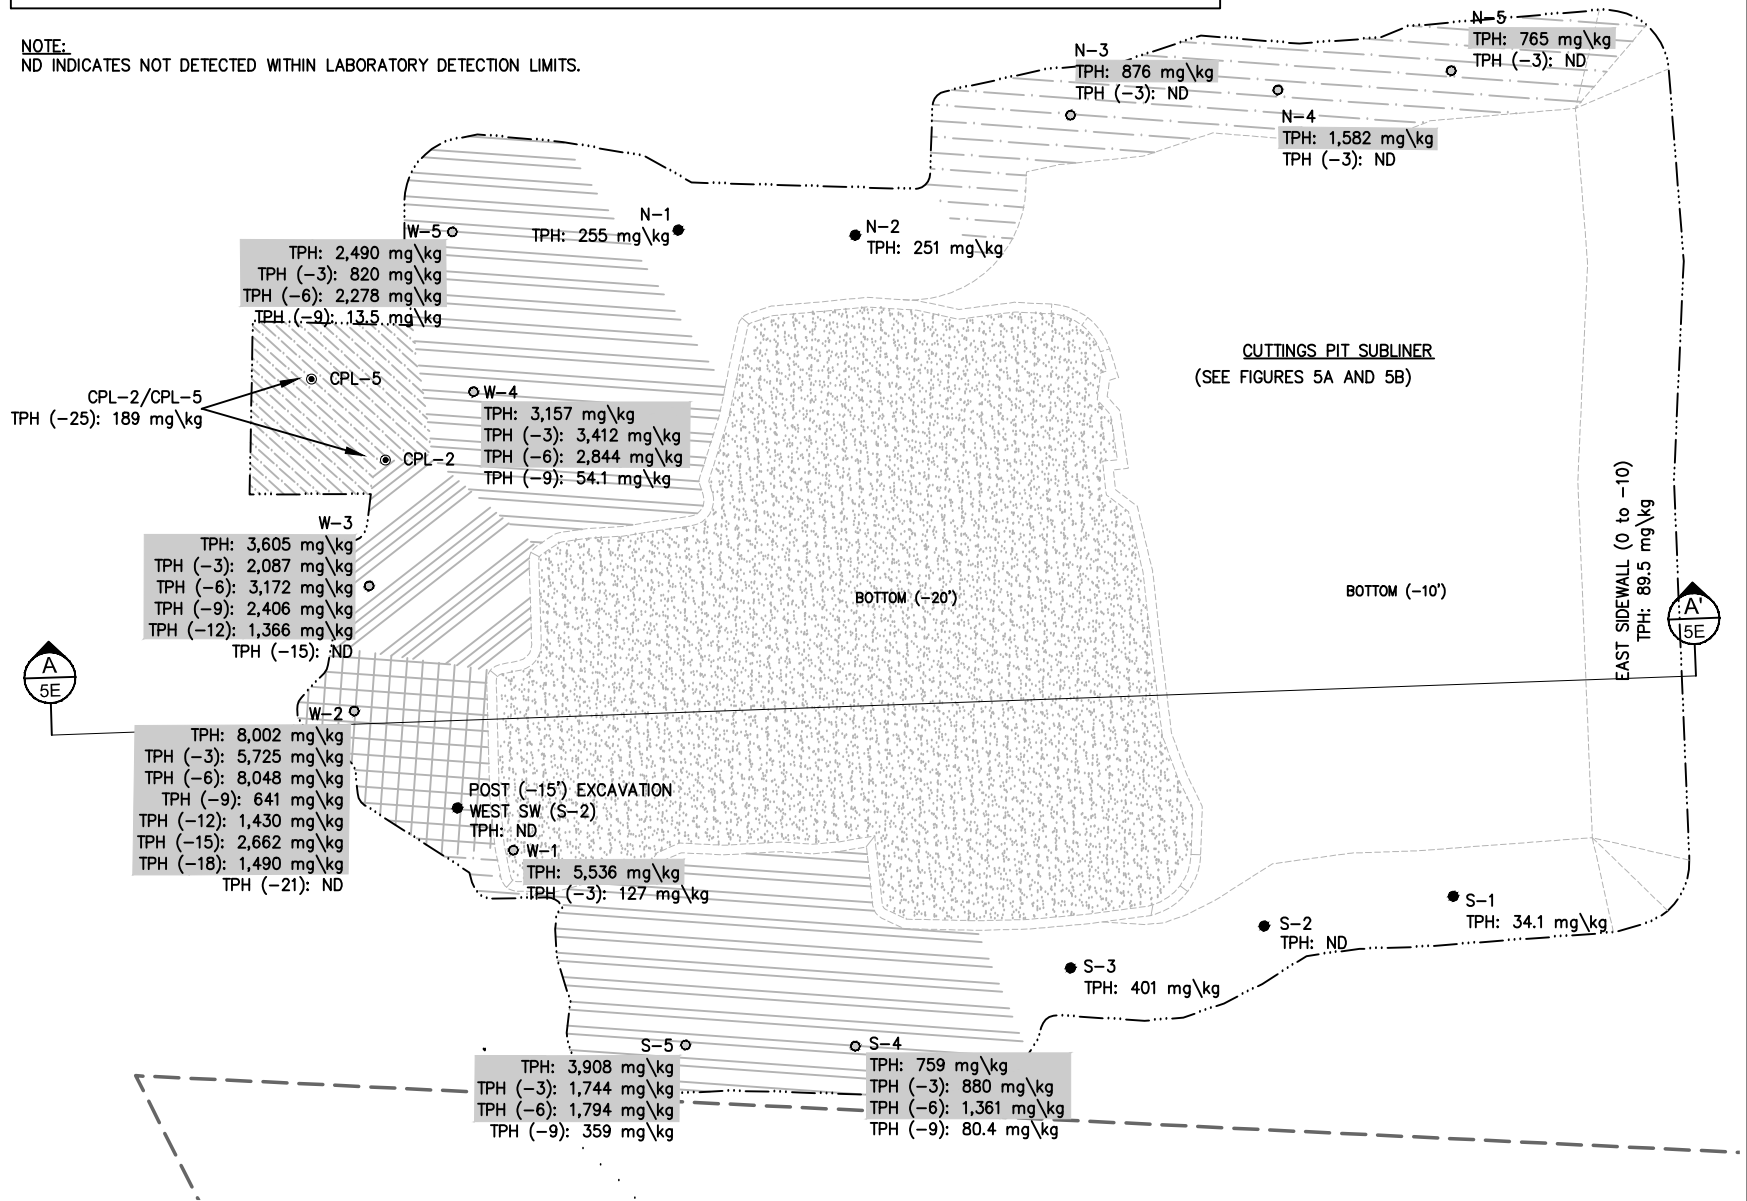 NOTE:
ND INDICATES NOT DETECTED WITHIN LABORATORY DETECTION LIMITS.
N-5
TPH: 765 mg\kg
TPH (-3): ND
N-3
TPH: 876 mg\kg
TPH (-3): ND
N-4
TPH: 1,582 mg\kg
TPH (-3): ND
N-1
TPH: 255 mg\kg
N-2
TPH: 251 mg\kg
W-5
TPH: 2,490 mg\kg
TPH (-3): 820 mg\kg
TPH (-6): 2,278 mg\kg
TPH (-9): 13.5 mg\kg
CUTTINGS PIT SUBLINER
(SEE FIGURES 5A AND 5B)
CPL-5
CPL-2/CPL-5
TPH (-25): 189 mg\kg
CPL-2
W-4
TPH: 3,157 mg\kg
TPH (-3): 3,412 mg\kg
TPH (-6): 2,844 mg\kg
TPH (-9): 54.1 mg\kg
W-3
TPH: 3,605 mg\kg
TPH (-3): 2,087 mg\kg
TPH (-6): 3,172 mg\kg
TPH (-9): 2,406 mg\kg
TPH (-12): 1,366 mg\kg
TPH (-15): ND
BOTTOM (-20')
BOTTOM (-10')
EAST SIDEWALL (0 to -10)
TPH: 89.5 mg\kg
A'
5E
A
5E
W-2
TPH: 8,002 mg\kg
TPH (-3): 5,725 mg\kg
TPH (-6): 8,048 mg\kg
TPH (-9): 641 mg\kg
TPH (-12): 1,430 mg\kg
TPH (-15): 2,662 mg\kg
TPH (-18): 1,490 mg\kg
TPH (-21): ND
POST (-15') EXCAVATION
WEST SW (S-2)
TPH: ND
W-1
TPH: 5,536 mg\kg
TPH (-3): 127 mg\kg
S-1
TPH: 34.1 mg\kg
S-2
TPH: ND
S-3
TPH: 401 mg\kg
S-5
TPH: 3,908 mg\kg
TPH (-3): 1,744 mg\kg
TPH (-6): 1,794 mg\kg
TPH (-9): 359 mg\kg
S-4
TPH: 759 mg\kg
TPH (-3): 880 mg\kg
TPH (-6): 1,361 mg\kg
TPH (-9): 80.4 mg\kg